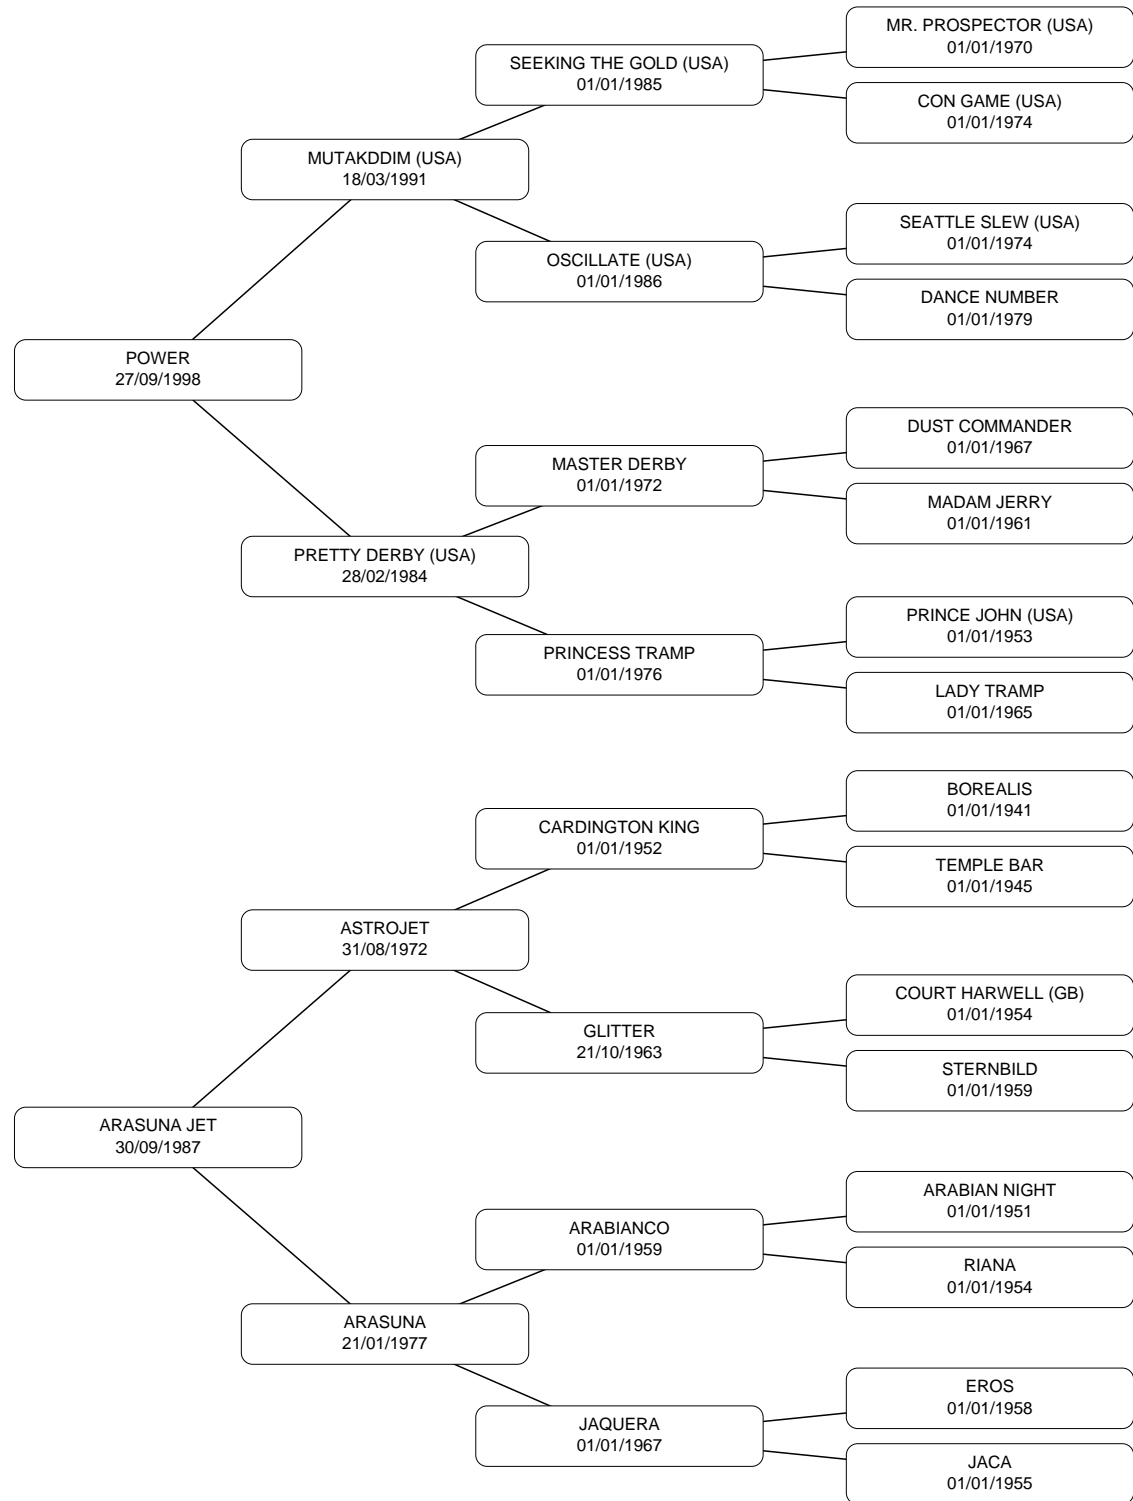 MR. PROSPECTOR (USA)
01/01/1970
SEEKING THE GOLD (USA)
01/01/1985
CON GAME (USA)
01/01/1974
MUTAKDDIM (USA)
18/03/1991
SEATTLE SLEW (USA)
01/01/1974
OSCILLATE (USA)
01/01/1986
DANCE NUMBER
01/01/1979
POWER
27/09/1998
DUST COMMANDER
01/01/1967
MASTER DERBY
01/01/1972
MADAM JERRY
01/01/1961
PRETTY DERBY (USA)
28/02/1984
PRINCE JOHN (USA)
01/01/1953
PRINCESS TRAMP
01/01/1976
LADY TRAMP
01/01/1965
BOREALIS
01/01/1941
CARDINGTON KING
01/01/1952
TEMPLE BAR
01/01/1945
ASTROJET
31/08/1972
COURT HARWELL (GB)
01/01/1954
GLITTER
21/10/1963
STERNBILD
01/01/1959
ARASUNA JET
30/09/1987
ARABIAN NIGHT
01/01/1951
ARABIANCO
01/01/1959
RIANA
01/01/1954
ARASUNA
21/01/1977
EROS
01/01/1958
JAQUERA
01/01/1967
JACA
01/01/1955